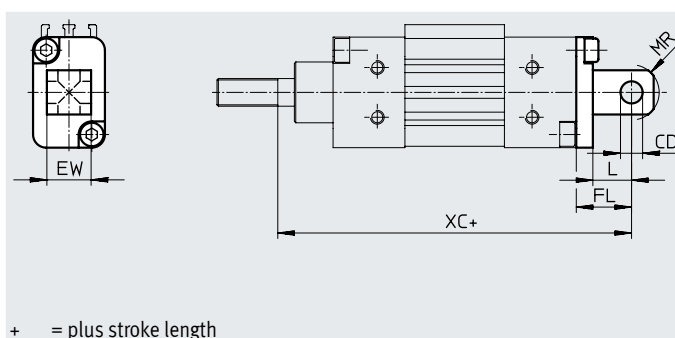 MR
CD
EW
L
FL
XC+
+ = plus stroke length